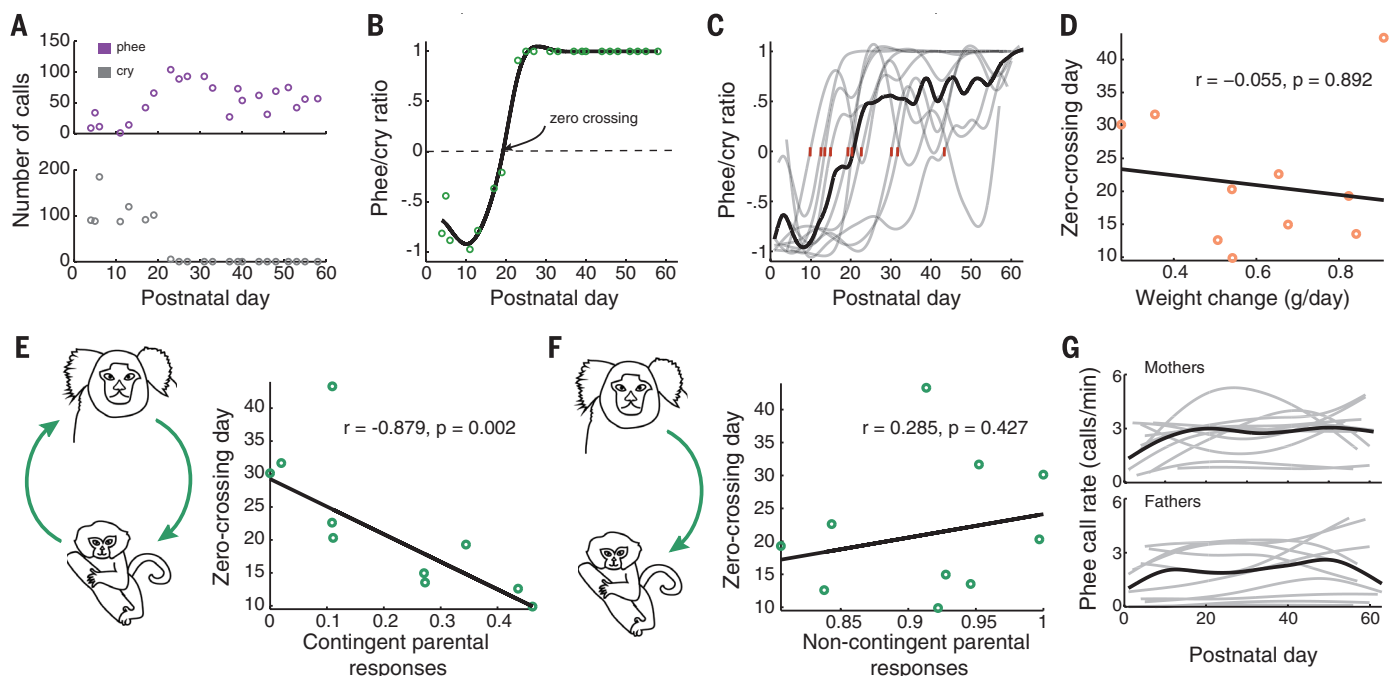 A
phee
cry
Number of calls
150
100
50
0
200
100
0
0 10 20 30 40 50 60
Postnatal day
B
Phee/cry ratio
1
.5
0
-.5
-1
zero crossing
0 10 20 30 40 50 60
Postnatal day
C
Phee/cry ratio
1
.5
0
-.5
-1
0 10 20 30 40 50 60
Postnatal day
D
Zero-crossing day
40
35
30
25
20
15
10
r = −0.055, p = 0.892
0.4 0.6 0.8
Weight change (g/day)
E
Zero-crossing day
40
35
30
25
20
15
10
r = -0.879, p = 0.002
0 0.1 0.2 0.3 0.4
Contingent parental
responses
F
Zero-crossing day
40
35
30
25
20
15
10
r = 0.285, p = 0.427
0.85 0.9 0.95 1
Non-contingent parental
responses
G
Phee call rate (calls/min)
Mothers
6
3
0
Fathers
6
3
0
0 20 40 60
Postnatal day